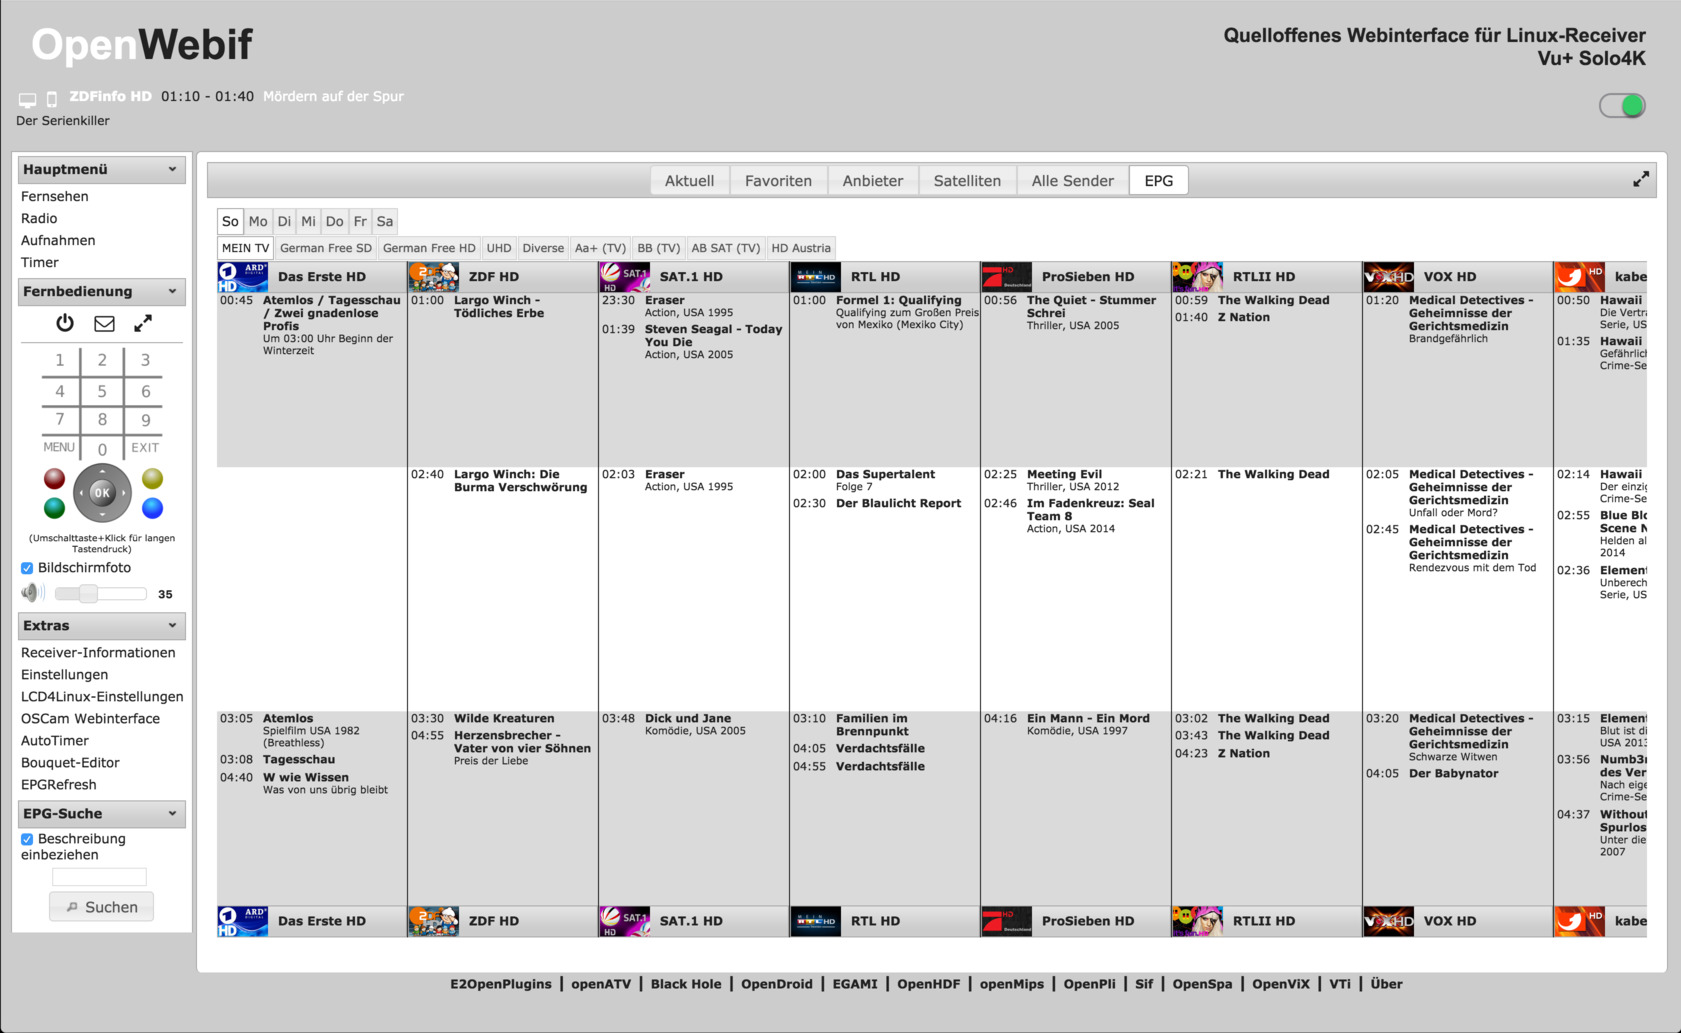 OpenWebif
Quelloffenes Webinterface für Linux-Receiver
Vu+ Solo4K
ZDFinfo HD 01:10 - 01:40 Mördern auf der Spur
Der Serienkiller
Hauptmenü
Fernsehen
Radio
Aufnahmen
Timer
Fernbedienung
1 2 3
4 5 6
7 8 9
MENU 0 EXIT
OK
(Umschalttaste+Klick für langen
Tastendruck)
Bildschirmfoto
35
Extras
Receiver-Informationen
Einstellungen
LCD4Linux-Einstellungen
OSCam Webinterface
AutoTimer
Bouquet-Editor
EPGRefresh
EPG-Suche
Beschreibung
einbeziehen
Suchen
Aktuell Favoriten Anbieter Satelliten Alle Sender EPG
So Mo Di Mi Do Fr Sa
MEIN TV German Free SD German Free HD UHD Diverse Aa+ (TV) BB (TV) AB SAT (TV) HD Austria
Das Erste HD ZDF HD SAT.1 HD RTL HD ProSieben HD RTLII HD VOX HD kabe
00:45 Atemlos / Tagesschau
/ Zwei gnadenlose
Profis
Um 03:00 Uhr Beginn der
Winterzeit
01:00 Largo Winch -
Tödliches Erbe
23:30 Eraser
Action, USA 1995
01:39 Steven Seagal - Today
You Die
Action, USA 2005
01:00 Formel 1: Qualifying
Qualifying zum Großen Preis
von Mexiko (Mexiko City)
00:56 The Quiet - Stummer
Schrei
Thriller, USA 2005
00:59 The Walking Dead
01:40 Z Nation
01:20 Medical Detectives -
Geheimnisse der
Gerichtsmedizin
Brandgefährlich
00:50 Hawaii
Die Vertra
Serie, US
01:35 Hawaii
Gefährlich
Crime-Se
02:40 Largo Winch: Die
Burma Verschwörung
02:03 Eraser
Action, USA 1995
02:00 Das Supertalent
Folge 7
02:30 Der Blaulicht Report
02:25 Meeting Evil
Thriller, USA 2012
02:46 Im Fadenkreuz: Seal
Team 8
Action, USA 2014
02:21 The Walking Dead
02:05 Medical Detectives -
Geheimnisse der
Gerichtsmedizin
Unfall oder Mord?
02:45 Medical Detectives -
Geheimnisse der
Gerichtsmedizin
Rendezvous mit dem Tod
02:14 Hawaii
Der einzig
Crime-Se
02:55 Blue Blo
Scene N
Helden al
2014
02:36 Element
Unberech
Serie, US
03:05 Atemlos
Spielfilm USA 1982
(Breathless)
03:08 Tagesschau
04:40 W wie Wissen
Was von uns übrig bleibt
03:30 Wilde Kreaturen
04:55 Herzensbrecher -
Vater von vier Söhnen
Preis der Liebe
03:48 Dick und Jane
Komödie, USA 2005
03:10 Familien im
Brennpunkt
04:05 Verdachtsfälle
04:55 Verdachtsfälle
04:16 Ein Mann - Ein Mord
Komödie, USA 1997
03:02 The Walking Dead
03:43 The Walking Dead
04:23 Z Nation
03:20 Medical Detectives -
Geheimnisse der
Gerichtsmedizin
Schwarze Witwen
04:05 Der Babynator
03:15 Element
Blut ist di
USA 2013
03:56 Numb3r
des Ver
Nach eige
Crime-Se
04:37 Without
Spurlos
Unter die
2007
Das Erste HD ZDF HD SAT.1 HD RTL HD ProSieben HD RTLII HD VOX HD kabe
E2OpenPlugins | openATV | Black Hole | OpenDroid | EGAMI | OpenHDF | openMips | OpenPli | Sif | OpenSpa | OpenViX | VTi | Über